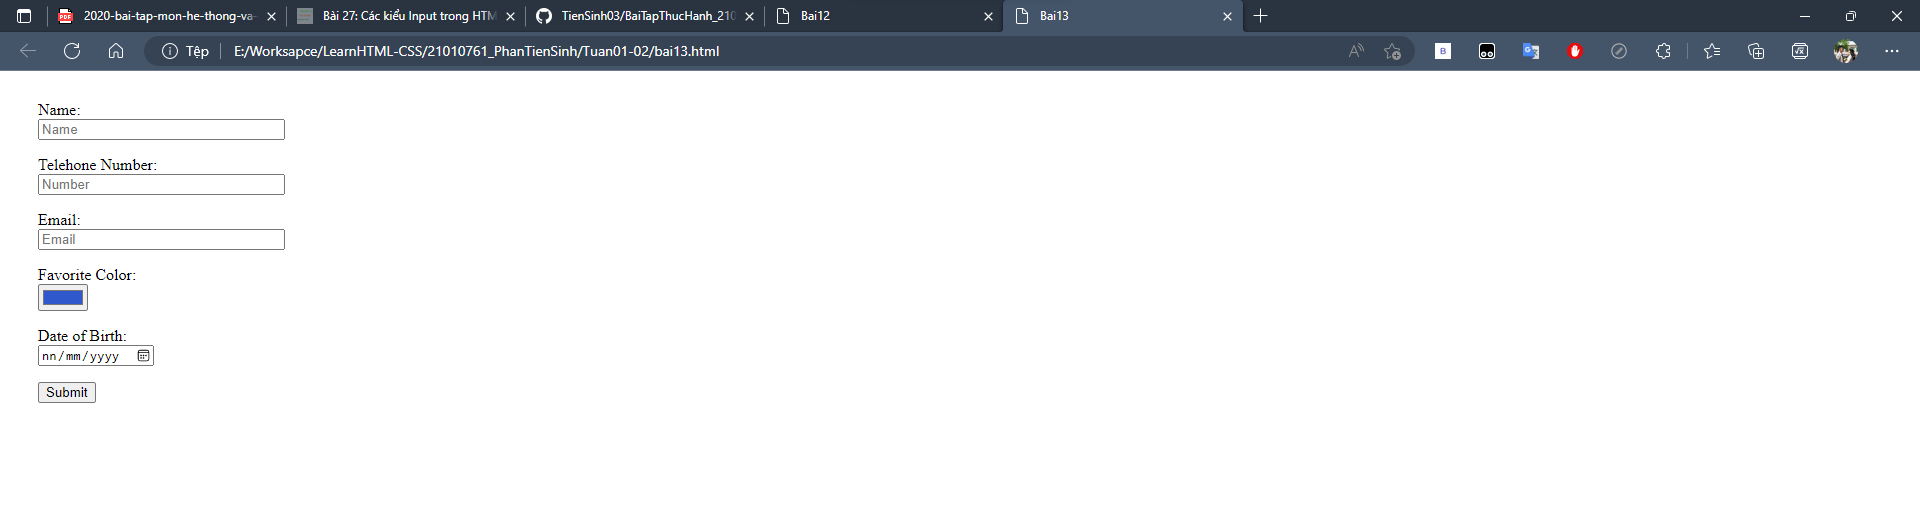 2020-bai-tap-mon-he-thong-va-
Bài 27: Các kiểu Input trong HTM
TienSinh03/BaiTapThucHanh_210
Bai12
Bai13
Tệp
E:/Worksapce/LearnHTML-CSS/21010761_PhanTienSinh/Tuan01-02/bai13.html
Name:
Name
Telehone Number:
Number
Email:
Email
Favorite Color:
Date of Birth:
nn/mm/yyyy
Submit